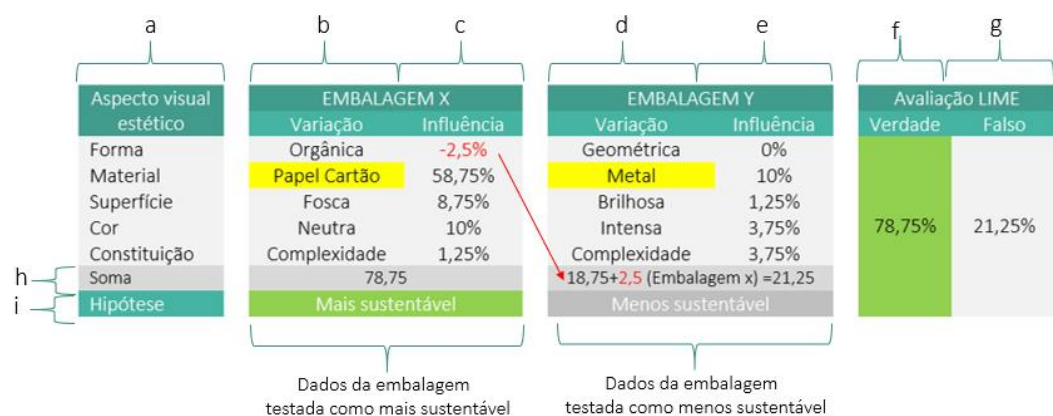 a b c d e f g
Aspecto visual estético EMBALAGEM X EMBALAGEM Y Avaliação LIME
Variação Influência Variação Influência Verdade Falso
Forma Orgânica -2,5% Geométrica 0%
Material Papel Cartão 58,75% Metal 10%
Superfície Fosca 8,75% Brilhosa 1,25%
Cor Neutra 10% Intensa 3,75% 78,75% 21,25%
Constituição Complexidade 1,25% Complexidade 3,75%
h Soma 78,75 18,75+2,5 (Embalagem x) =21,25
i Hipótese Mais sustentável Menos sustentável
Dados da embalagem
testada como mais sustentável
Dados da embalagem
testada como menos sustentável